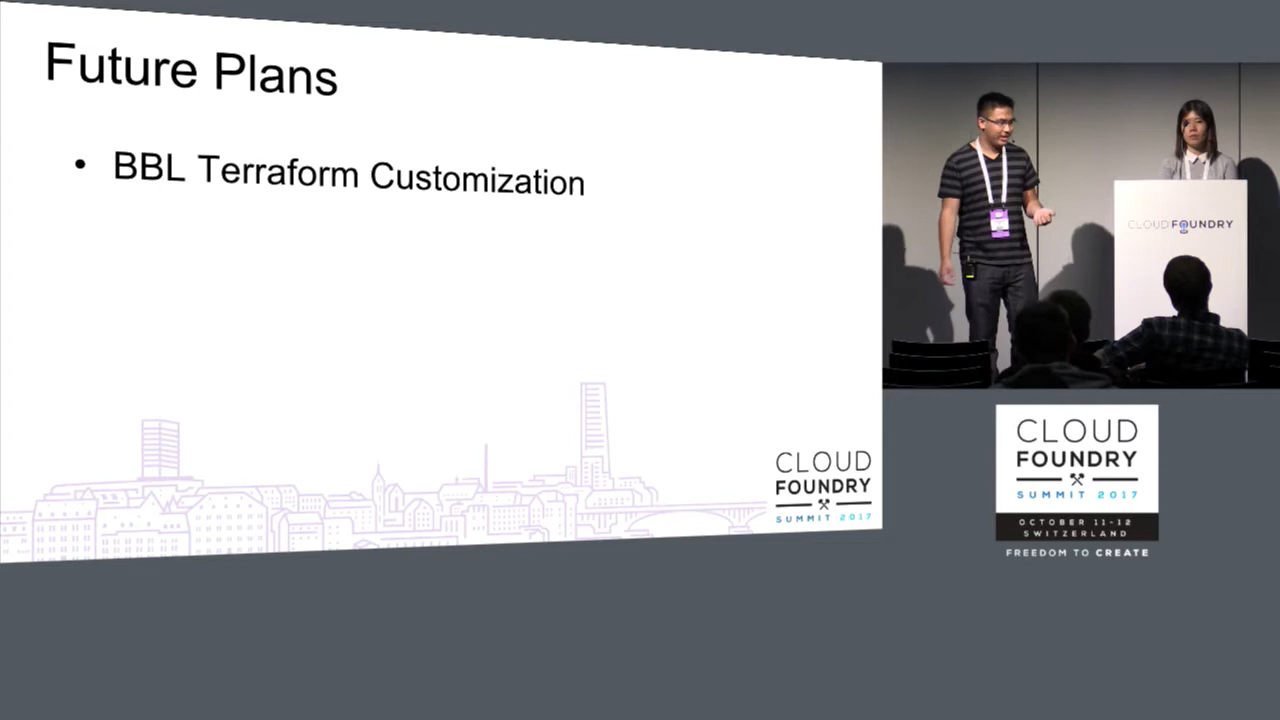 Future Plans
• BBL Terraform Customization
CLOUD
FOUNDRY
SUMMIT 2017
CLOUD FOUNDRY
CLOUD
FOUNDRY
SUMMIT 2017
OCTOBER 11-12
SWITZERLAND
FREEDOM TO CREATE